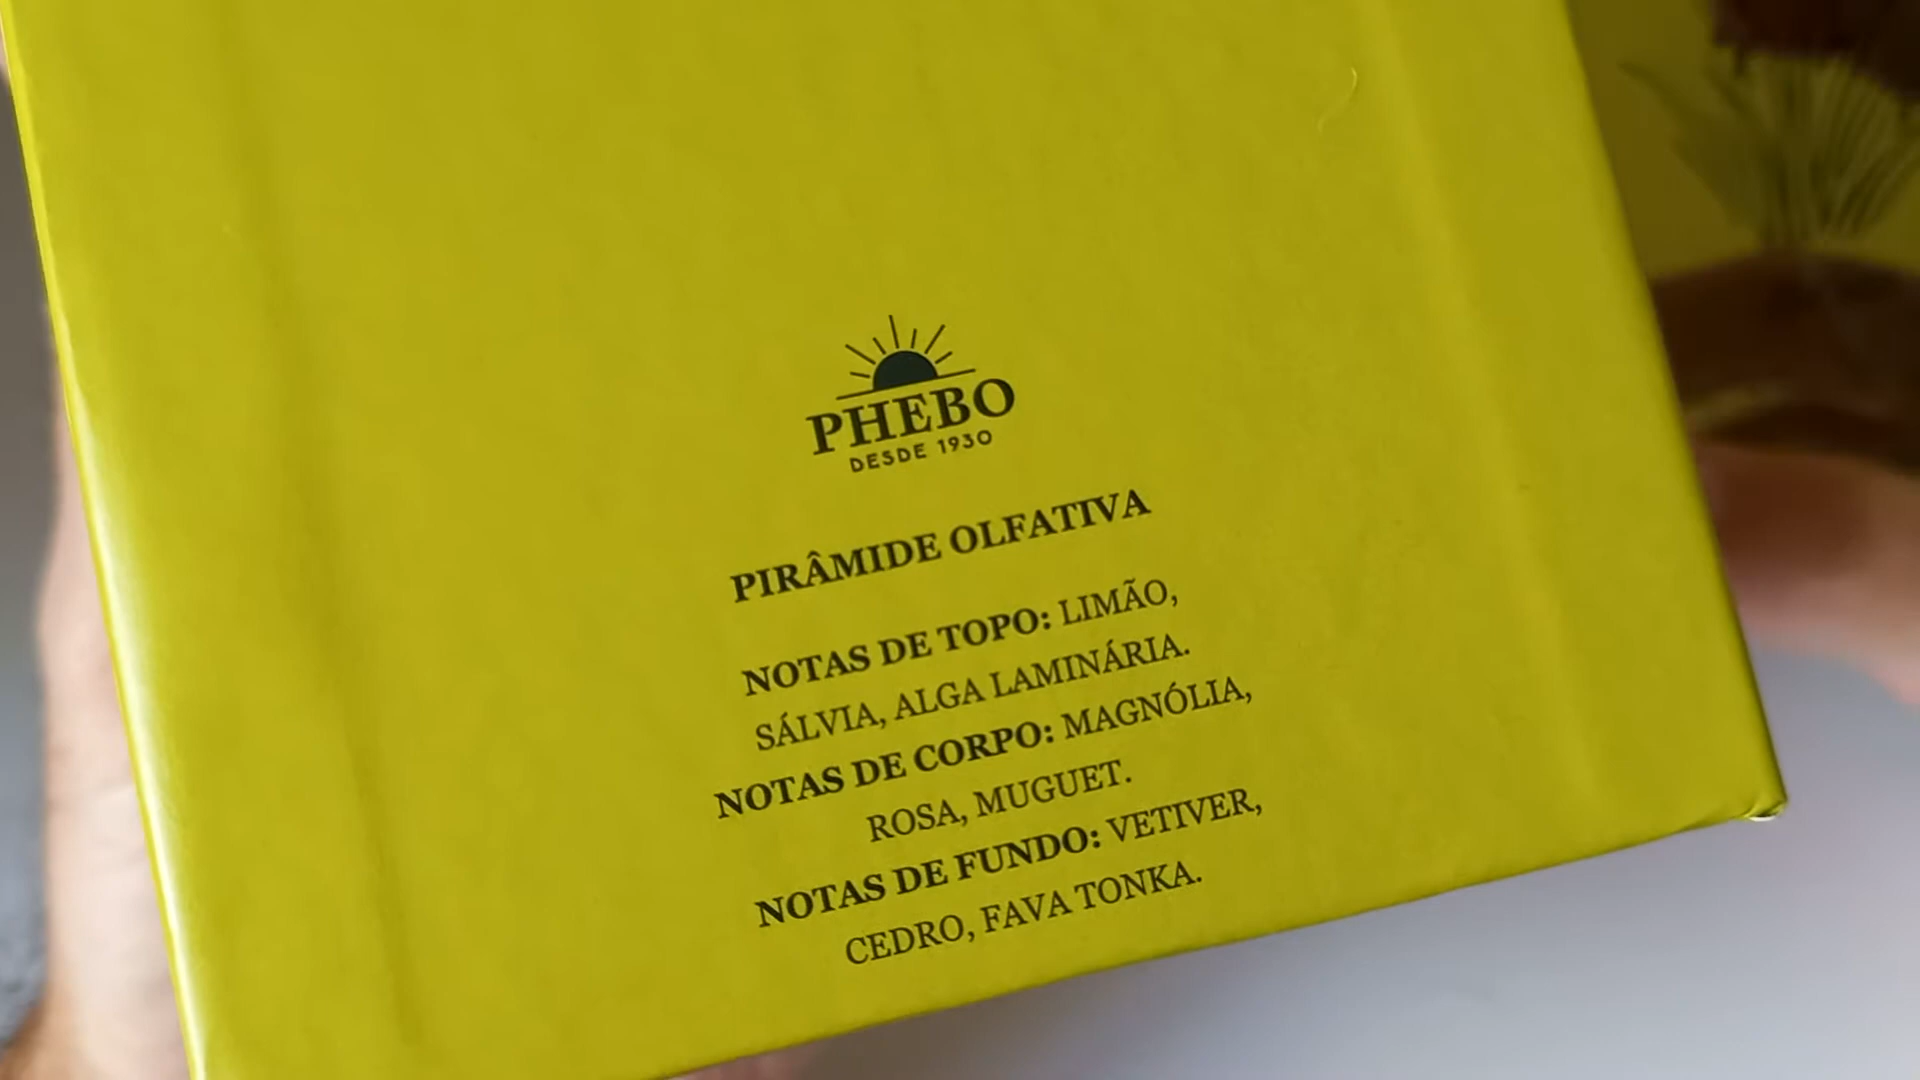 PHEBO
DESDE 1930
PIRÂMIDE OLFATIVA
NOTAS DE TOPO: LIMÃO,
SÁLVIA, ALGA LAMINÁRIA.
NOTAS DE CORPO: MAGNÓLIA,
ROSA, MUGUET.
NOTAS DE FUNDO: VETIVER,
CEDRO, FAVA TONKA.